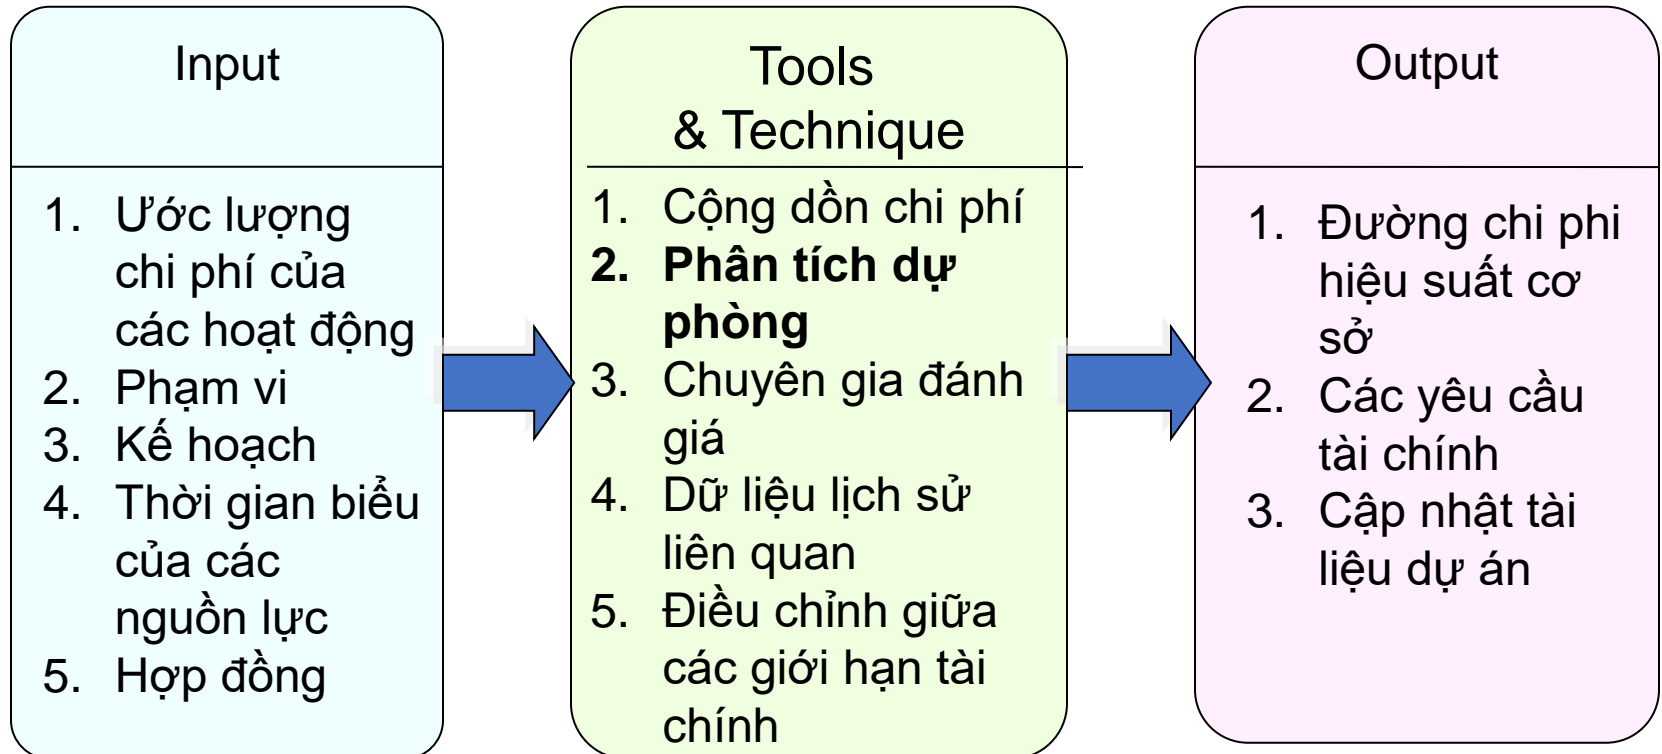 Input
1. Ước lượng
chi phí của
các hoạt động
2. Phạm vi
3. Kế hoạch
4. Thời gian biểu
của các
nguồn lực
5. Hợp đồng
Tools
& Technique
1. Cộng dồn chi phí
2. Phân tích dự
phòng
3. Chuyên gia đánh
giá
4. Dữ liệu lịch sử
liên quan
5. Điều chỉnh giữa
các giới hạn tài
chính
Output
1. Đường chi phi
hiệu suất cơ
sở
2. Các yêu cầu
tài chính
3. Cập nhật tài
liệu dự án